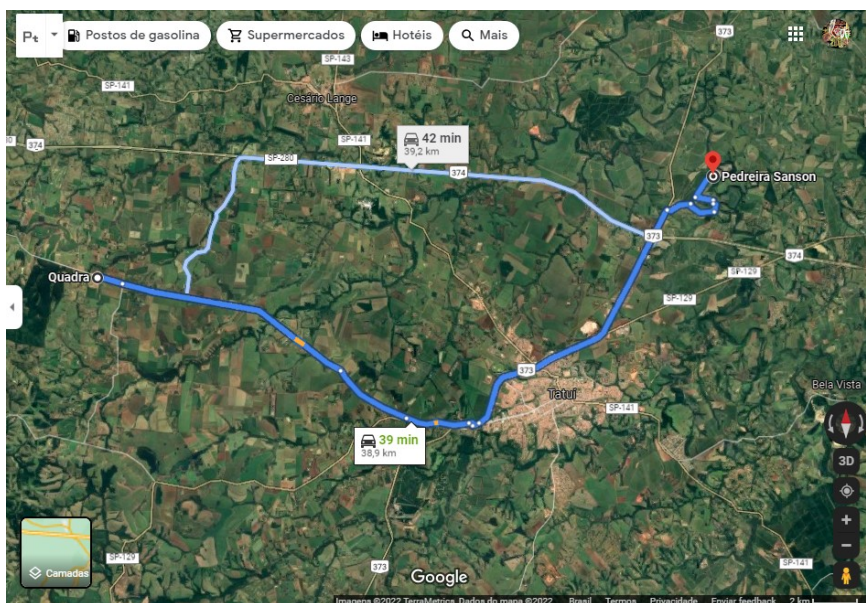 Pt
Postos de gasolina
Supermercados
Hotéis
Mais
373
SP-143
SP-141
Cesário Lange
SP-141
42 min
39,2 km
374
SP-280
374
Pedreira Sanson
373
374
SP-129
Quadra
SP-129
373
Tatuí
Bela Vista
SP-141
39 min
38,9 km
3D
SP-129
373
SP-141
Camadas
Google
Imagens ©2022 TerraMetrics, Dados do mapa ©2022
Brasil
Termos
Privacidade
Enviar feedback
2 km